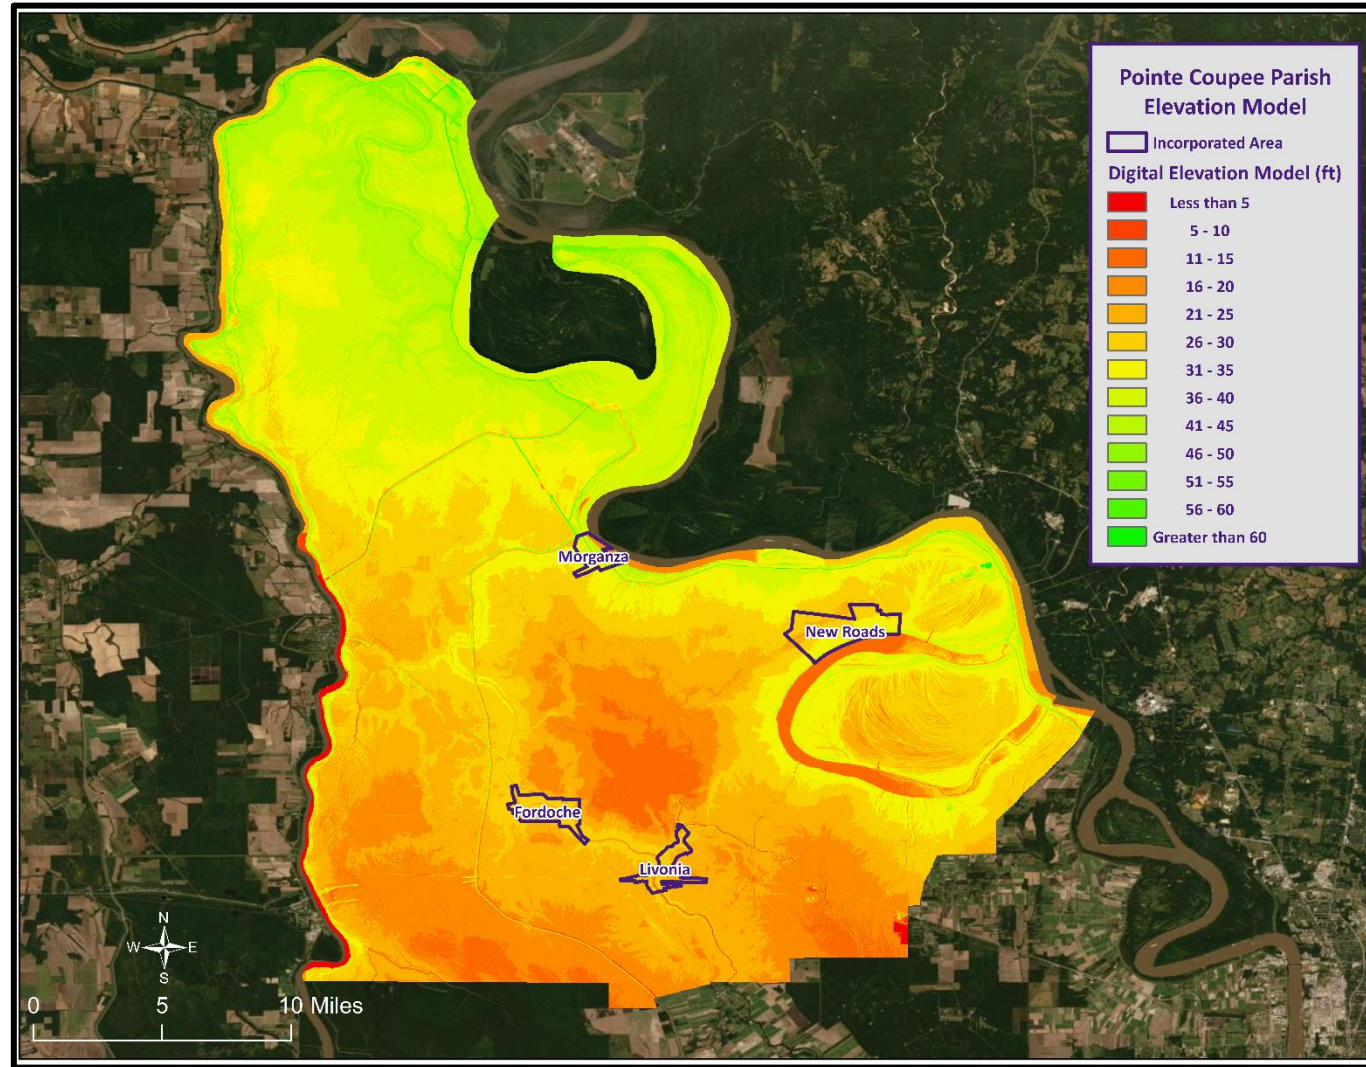 Pointe Coupee Parish
Elevation Model
Incorporated Area
Digital Elevation Model (ft)
Less than 5
5 - 10
11 - 15
16 - 20
21 - 25
26 - 30
31 - 35
36 - 40
41 - 45
46 - 50
51 - 55
56 - 60
Greater than 60
Morganza
New Roads
Fordoche
Livonia
N
W E
S
0 5 10 Miles